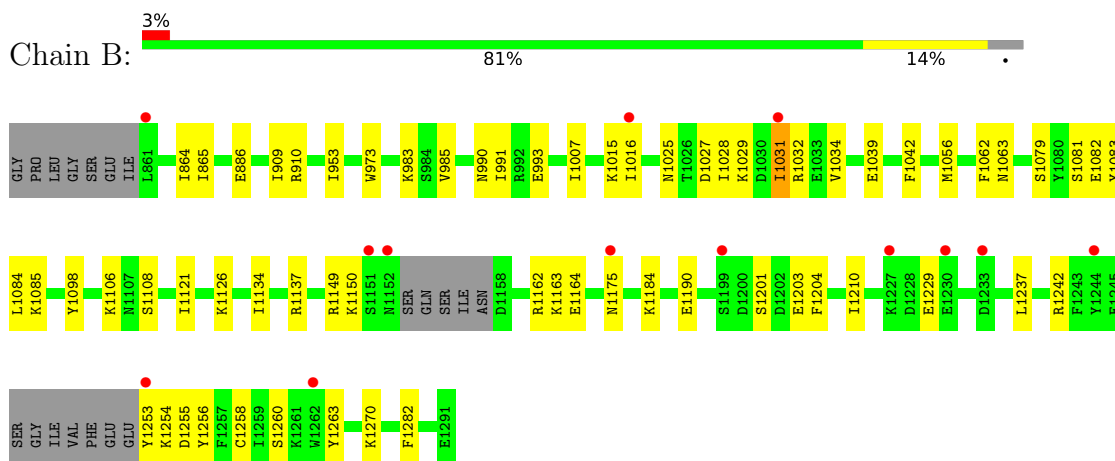 3%
Chain B:
81% 14% •
GLY PRO LEU GLY SER GLU ILE L861 I864 I865 E886 I909 R910 I953 W973 K983 S984 V985 N990 I991 R992 E993 I1007 K1015 I1016 N1025 T1026 D1027 I1028 K1029 D1030 I1031 R1032 E1033 V1034 E1039 F1042 M1056 F1062 N1063 S1079 Y1080 S1081 E1082 Y1083
L1084 K1085 Y1098 K1106 N1107 S1108 I1121 K1126 I1134 R1137 R1149 K1150 S1151 N1152 SER GLN SER ILE ASN D1158 R1162 K1163 E1164 N1175 K1184 E1190 S1199 D1200 S1201 D1202 E1203 F1204 I1210 K1227 D1228 E1229 E1230 D1233 L1237 R1242 F1243 Y1244
SER GLY ILE VAL PHE GLU GLU Y1253 K1254 D1255 Y1256 F1257 C1258 I1259 S1260 K1261 W1262 Y1263 K1270 F1282 E1291